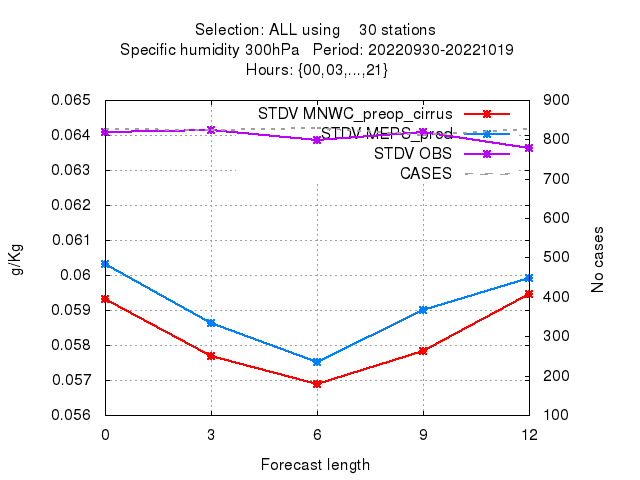 Selection: ALL using    30 stations
Specific humidity 300hPa   Period: 20220930-20221019
Hours: {00,03,...,21}
0.065
0.064
0.063
0.062
0.061
0.06
0.059
0.058
0.057
0.056
g/Kg
STDV MNWC_preop_cirrus
STDV MEPS_prod
STDV OBS
CASES
900
800
700
600
500
400
300
200
100
No cases
0 3 6 9 12
Forecast length